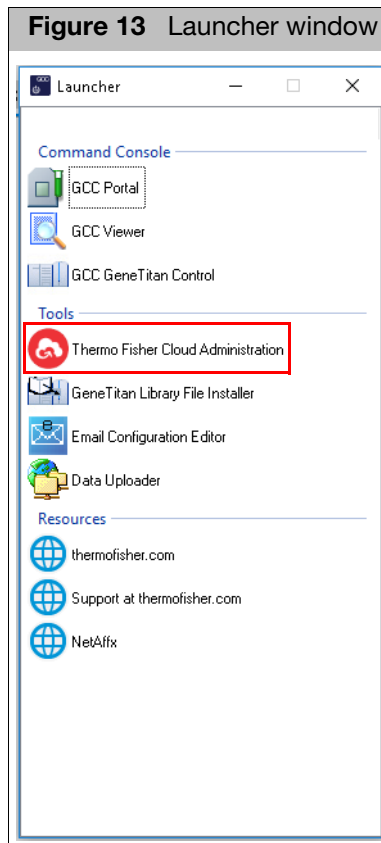 Figure 13 Launcher window
Launcher
Command Console
GCC Portal
GCC Viewer
GCC GeneTitan Control
Tools
Thermo Fisher Cloud Administration
GeneTitan Library File Installer
Email Configuration Editor
Data Uploader
Resources
thermofisher.com
Support at thermofisher.com
NetAffx